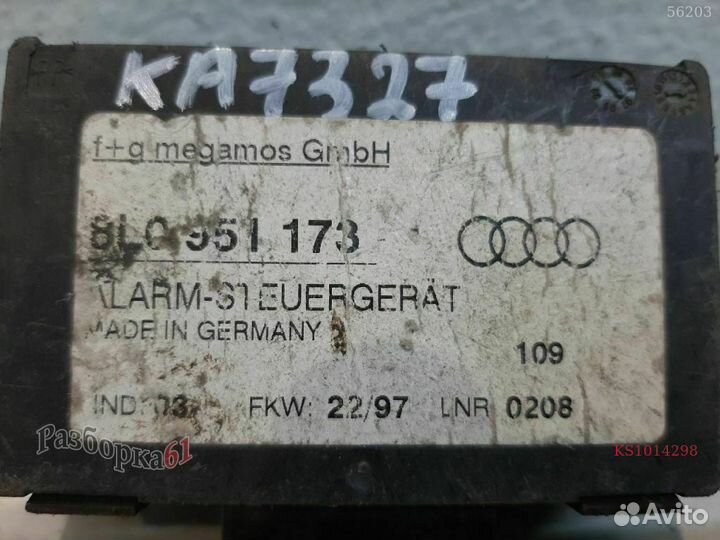 56203
KA7327
f+g megamos GmbH
8L0 951 173
ALARM-STEUERGERÄT
MADE IN GERMANY
109
IND: 03 FKW: 22/97 LNR 0208
Разборка61
KS1014298
Avito